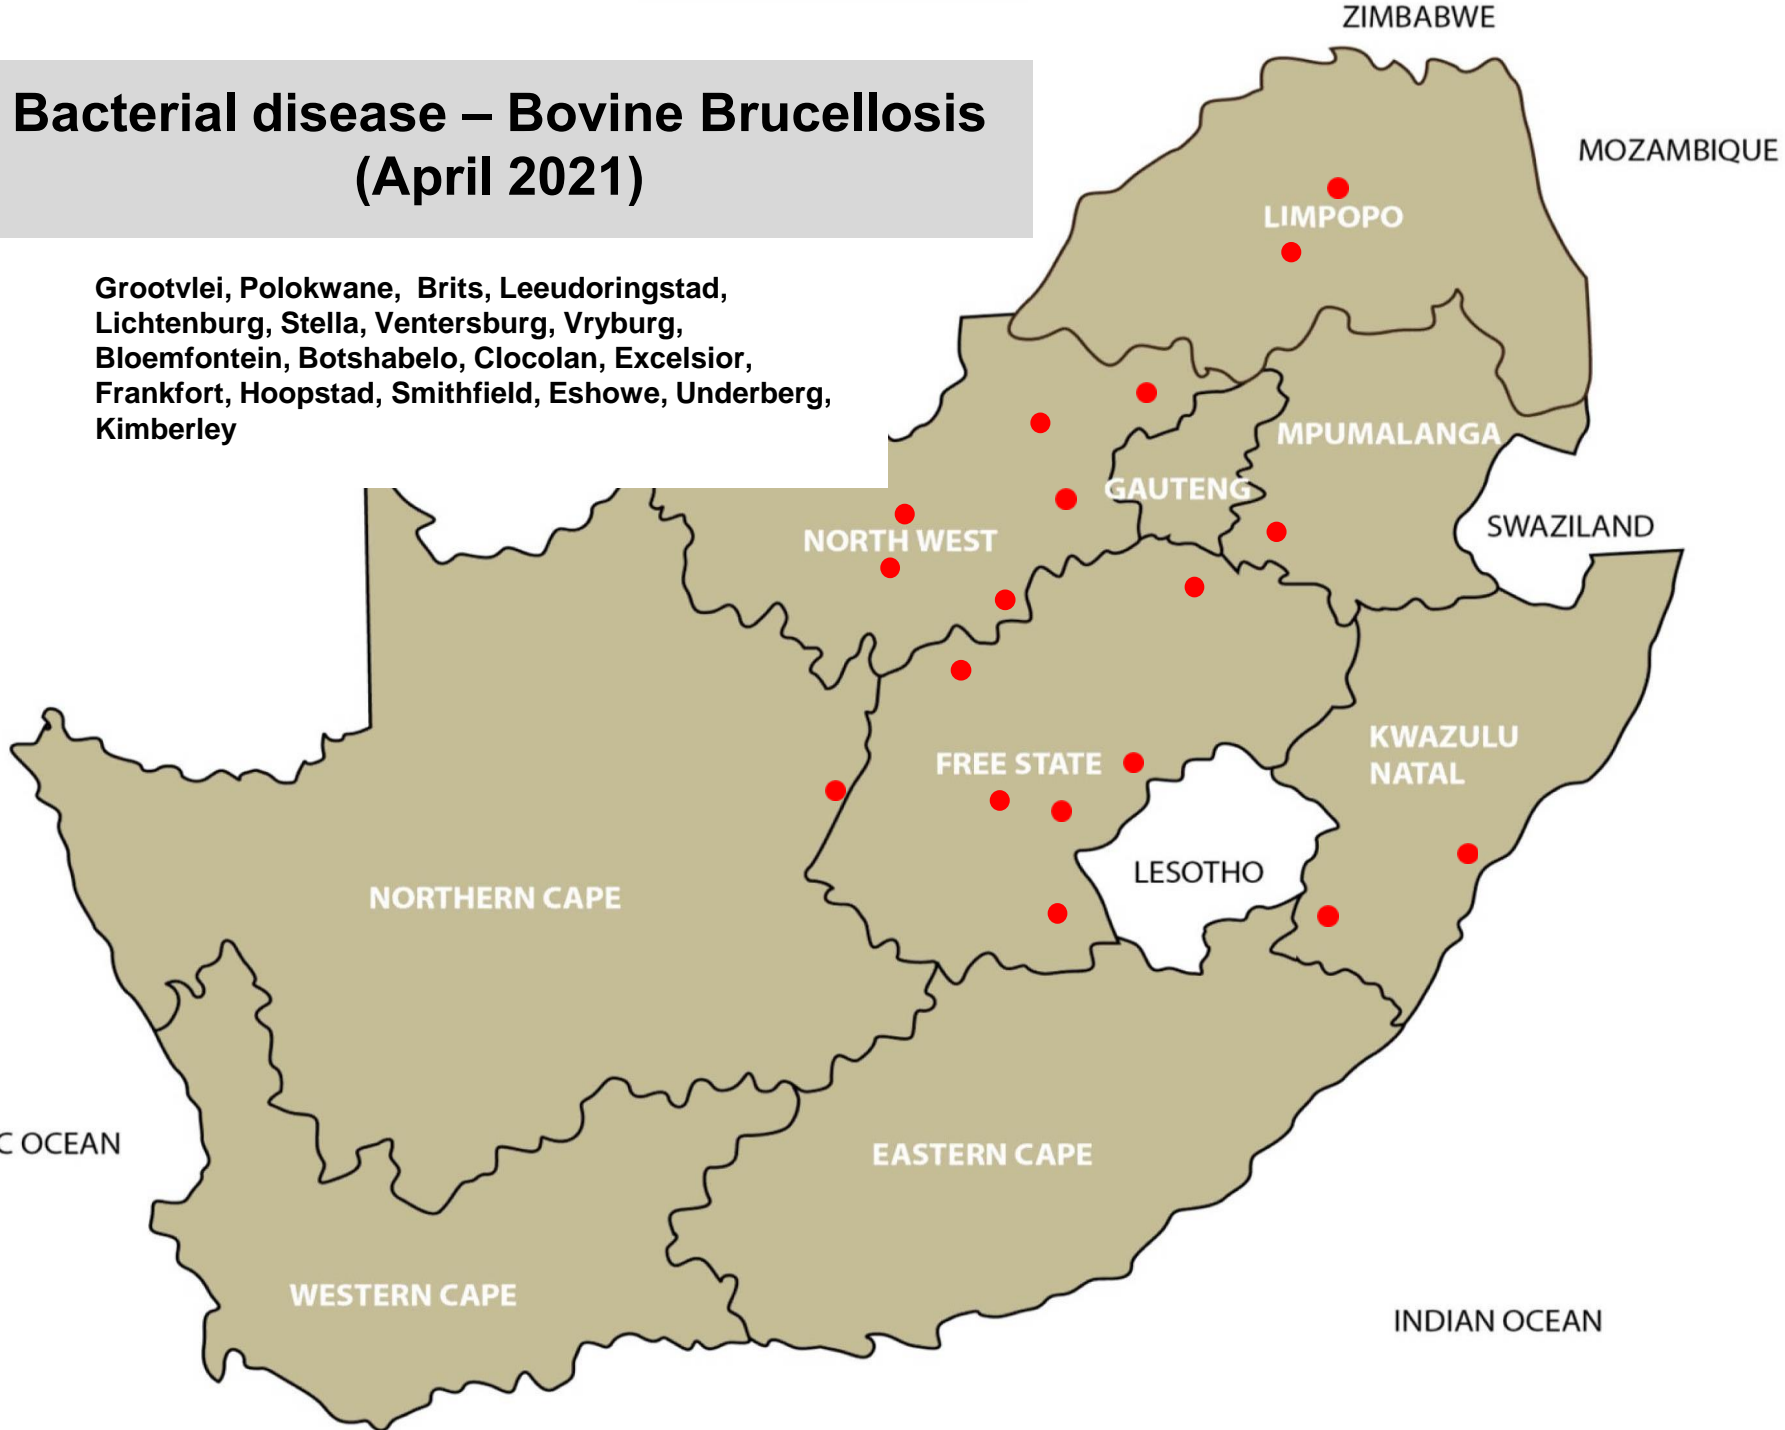 ZIMBABWE
Bacterial disease – Bovine Brucellosis
(April 2021)
MOZAMBIQUE
LIMPOPO
Grootvlei, Polokwane, Brits, Leeudoringstad,
Lichtenburg, Stella, Ventersburg, Vryburg,
Bloemfontein, Botshabelo, Clocolan, Excelsior,
Frankfort, Hoopstad, Smithfield, Eshowe, Underberg,
Kimberley
MPUMALANGA
GAUTENG
SWAZILAND
NORTH WEST
KWAZULU
NATAL
FREE STATE
LESOTHO
NORTHERN CAPE
C OCEAN
EASTERN CAPE
WESTERN CAPE
INDIAN OCEAN